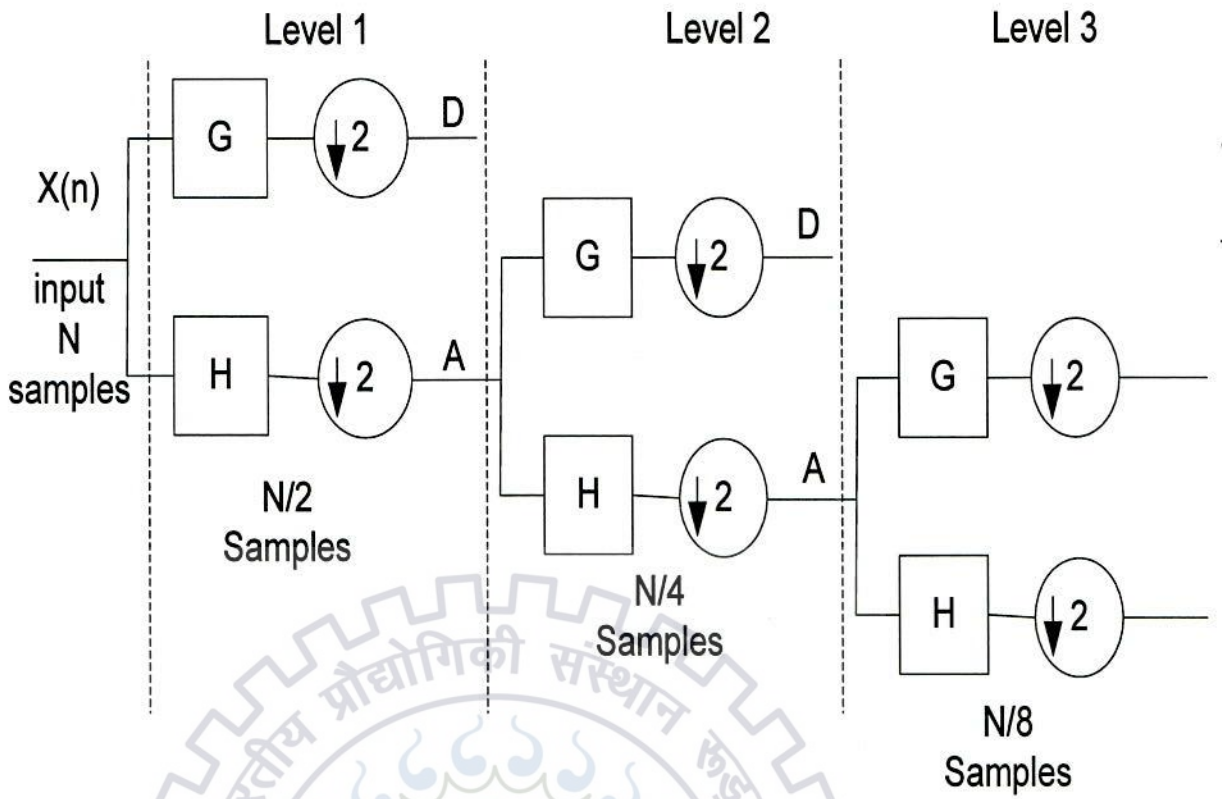 Level 1
Level 2
Level 3
G
↓ 2
D
X(n)
input
N
samples
G
↓ 2
D
H
↓ 2
A
G
↓ 2
H
↓ 2
A
N/2
Samples
H
↓ 2
N/4
Samples
N/8
Samples
भारतीय प्रौद्योगिकी संस्थान